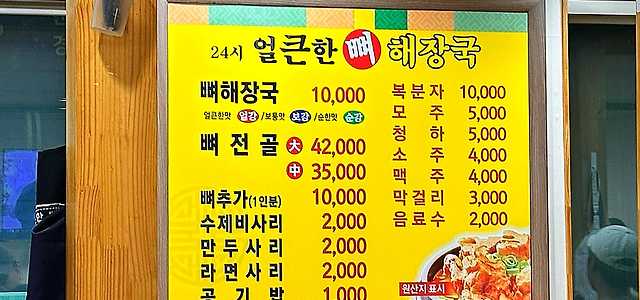 24시 얼큰한 뼈 해장국
뼈해장국 10,000
얼큰한맛 얼강 /보통맛 보강 /순한맛 순강
뼈 전 골 大 42,000
中 35,000
뼈추가(1인분) 10,000
수제비사리 2,000
만두사리 2,000
라면사리 2,000
공기밥 1,000
복분자 10,000
모주 5,000
청하 5,000
소주 4,000
맥주 4,000
막걸리 3,000
음료수 2,000
원산지 표시